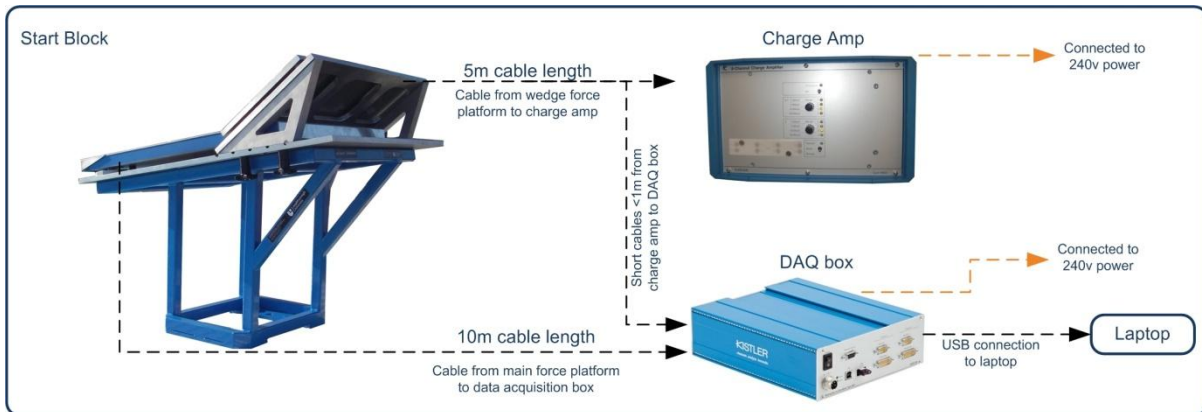 Start Block
5m cable length
Cable from wedge force
platform to charge amp
Short cables <1m from
charge amp to DAQ box
Charge Amp
Connected to
240v power
DAQ box
Connected to
240v power
KISTLER
USB connection
to laptop
Laptop
10m cable length
Cable from main force platform
to data acquisition box